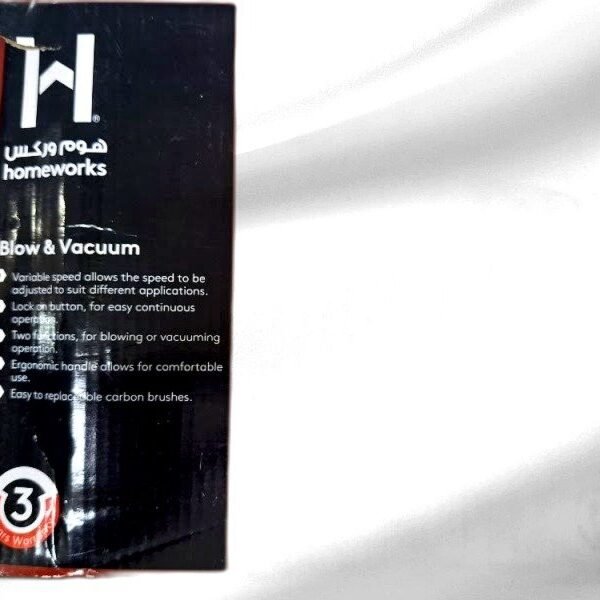 H®
هوم وركس
homeworks
Blow & Vacuum
Variable speed allows the speed to be
adjusted to suit different applications.
Lock on button, for easy continuous
operation.
Two functions, for blowing or vacuuming
operation.
Ergonomic handle allows for comfortable
use.
Easy to replaceable carbon brushes.
3